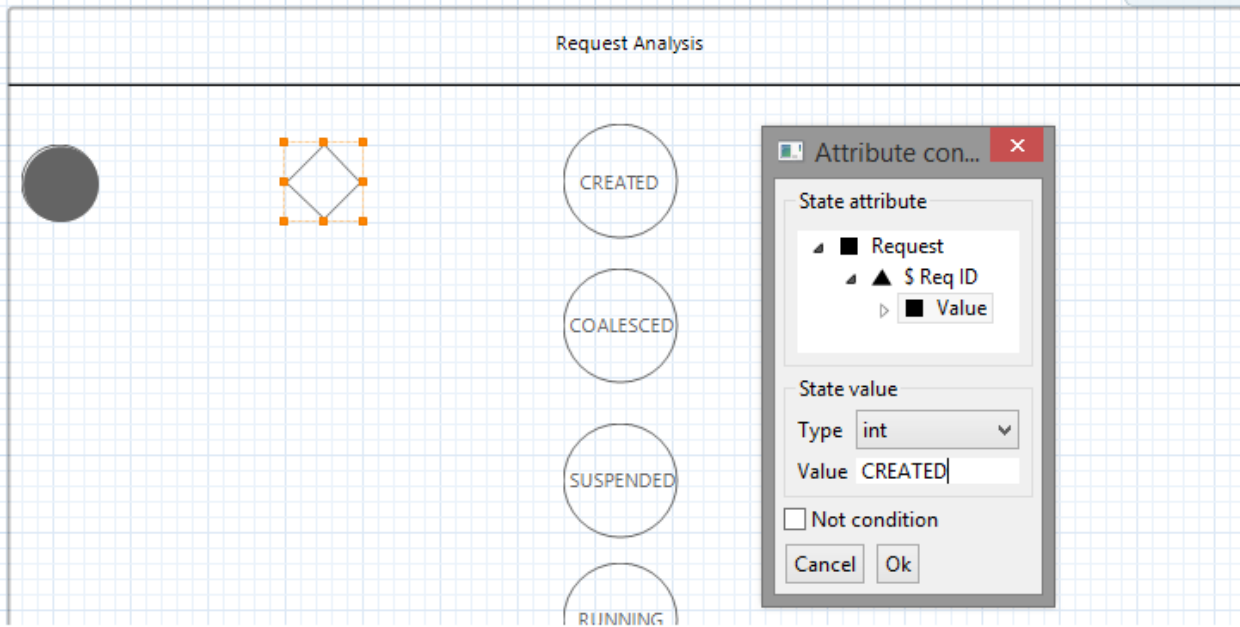 Request Analysis
CREATED
COALESCED
SUSPENDED
RUNNING
Attribute con...
State attribute
Request
$ Req ID
Value
State value
Type int
Value CREATED
Not condition
Cancel Ok